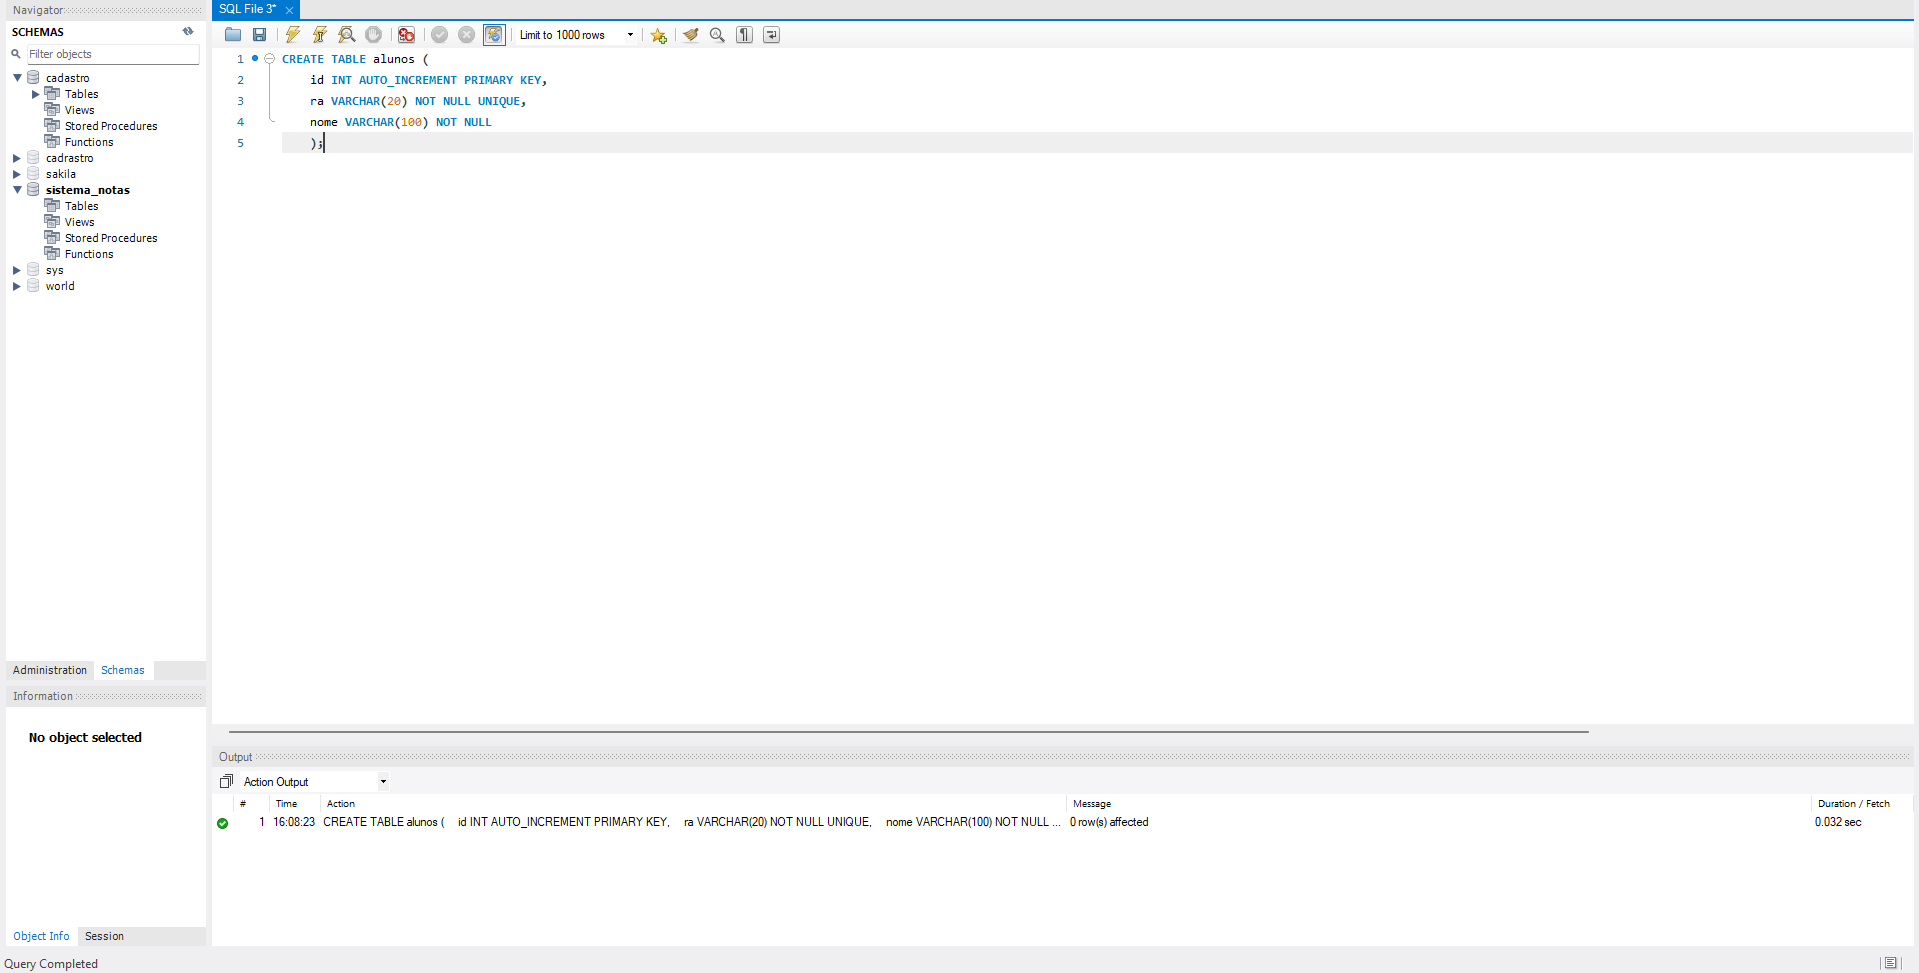 Navigator
SCHEMAS
Filter objects
cadastro
Tables
Views
Stored Procedures
Functions
cadrastro
sakila
sistema_notas
Tables
Views
Stored Procedures
Functions
sys
world
Administration Schemas
Information
No object selected
Object Info Session
Query Completed
SQL File 3*
Limit to 1000 rows
1 CREATE TABLE alunos (
2 id INT AUTO_INCREMENT PRIMARY KEY,
3 ra VARCHAR(20) NOT NULL UNIQUE,
4 nome VARCHAR(100) NOT NULL
5 );
Output
Action Output
# Time Action Message Duration / Fetch
1 16:08:23 CREATE TABLE alunos ( id INT AUTO_INCREMENT PRIMARY KEY, ra VARCHAR(20) NOT NULL UNIQUE, nome VARCHAR(100) NOT NULL ... 0 row(s) affected 0.032 sec